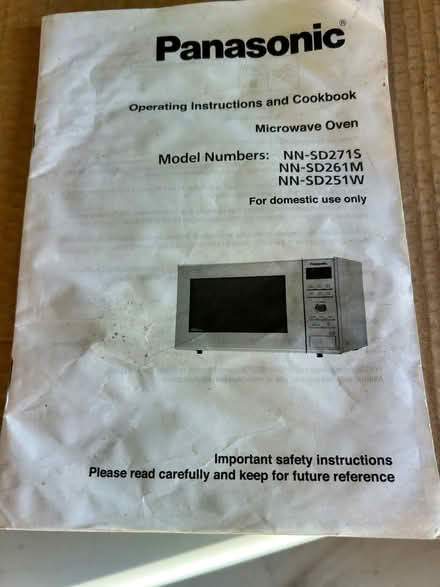 Panasonic®
Operating Instructions and Cookbook
Microwave Oven
Model Numbers: NN-SD271S
NN-SD261M
NN-SD251W
For domestic use only
Panasonic
Important safety instructions
Please read carefully and keep for future reference